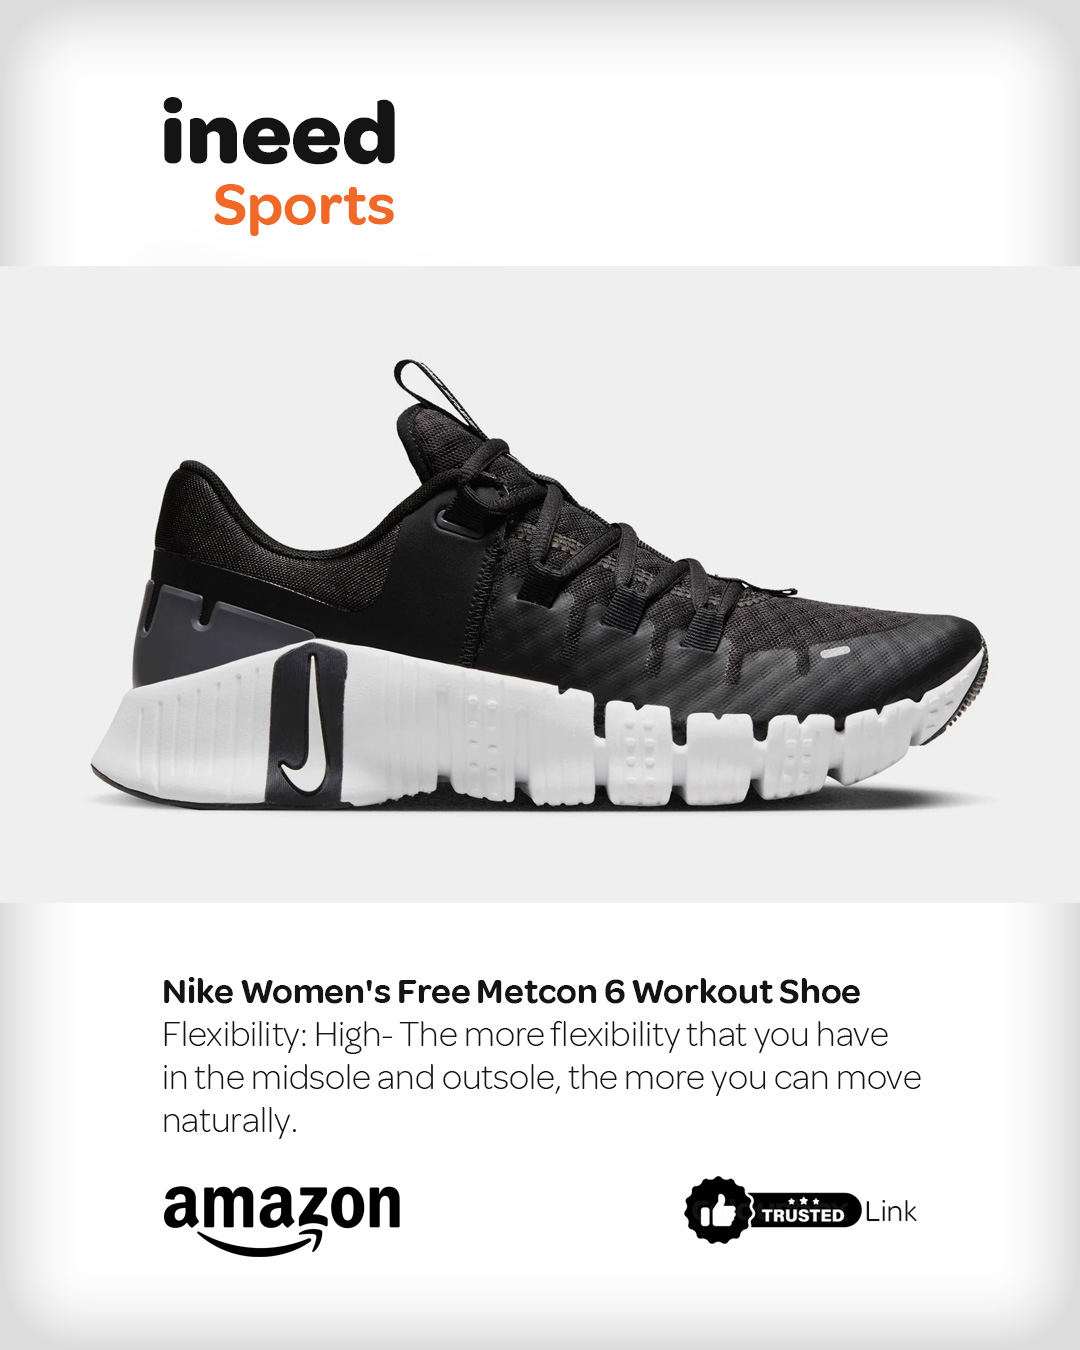 ineed
Sports
Nike Women's Free Metcon 6 Workout Shoe
Flexibility: High- The more flexibility that you have
in the midsole and outsole, the more you can move
naturally.
amazon
TRUSTED Link